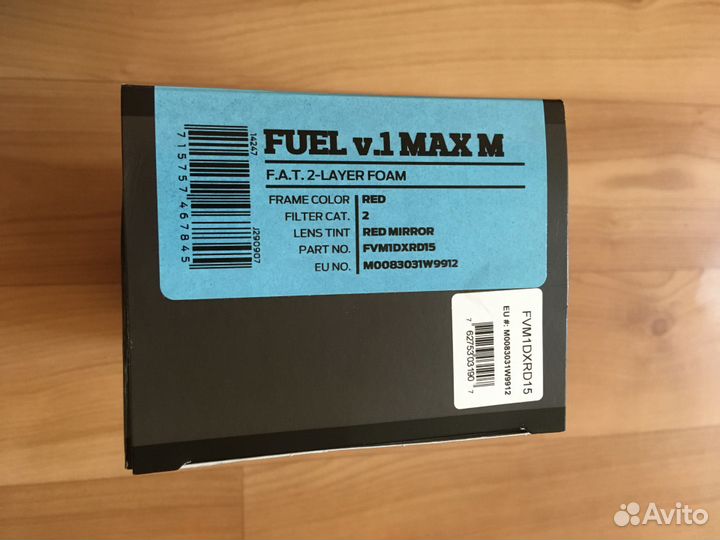 FUEL v.1 MAX M
F.A.T. 2-LAYER FOAM
FRAME COLOR RED
FILTER CAT. 2
LENS TINT RED MIRROR
PART NO. FVM1DXRD15
EU NO. M0083031W9912
14247
J290907
7 15757 46784 5
FVM1DXRD15
EU #: M0083031W9912
7 62753 03190 7
Avito